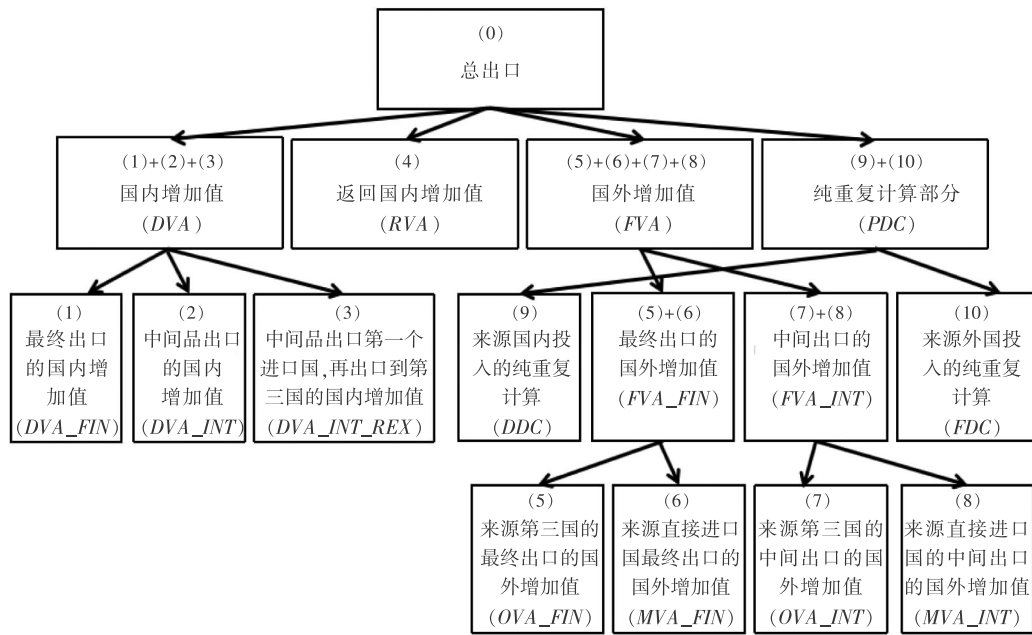 (0)
总出口
(1)+(2)+(3)
国内增加值
(DVA)
(4)
返回国内增加值
(RVA)
(5)+(6)+(7)+(8)
国外增加值
(FVA)
(9)+(10)
纯重复计算部分
(PDC)
(1)
最终出口
的国内增
加值
(DVA_FIN)
(2)
中间品出口
的国内
增加值
(DVA_INT)
(3)
中间品出口第一个
进口国,再出口到第
三国的国内增加值
(DVA_INT_REX)
(9)
来源国内投
入的纯重复
计算
(DDC)
(5)+(6)
最终出口的
国外增加值
(FVA_FIN)
(7)+(8)
中间出口的
国外增加值
(FVA_INT)
(10)
来源外国投
入的纯重复
计算
(FDC)
(5)
来源第三国的
最终出口的国
外增加值
(OVA_FIN)
(6)
来源直接进口
国最终出口的
国外增加值
(MVA_FIN)
(7)
来源第三国的
中间出口的国
外增加值
(OVA_INT)
(8)
来源直接进口
国的中间出口
的国外增加值
(MVA_INT)